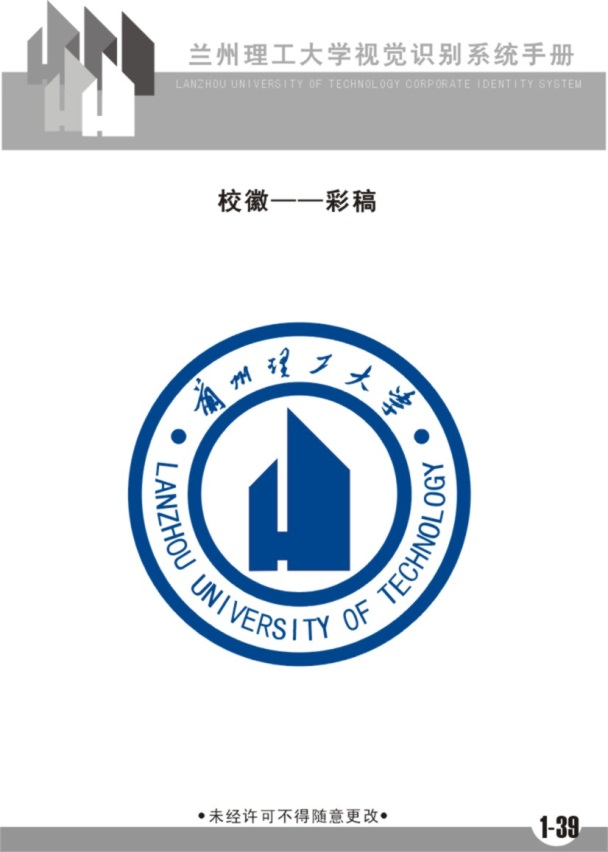 兰州理工大学视觉识别系统手册
LANZHOU UNIVERSITY OF TECHNOLOGY CORPORATE IDENTITY SYSTEM
校徽——彩稿
蘭州理工大学
LANZHOU UNIVERSITY OF TECHNOLOGY
•未经许可不得随意更改•
1-39